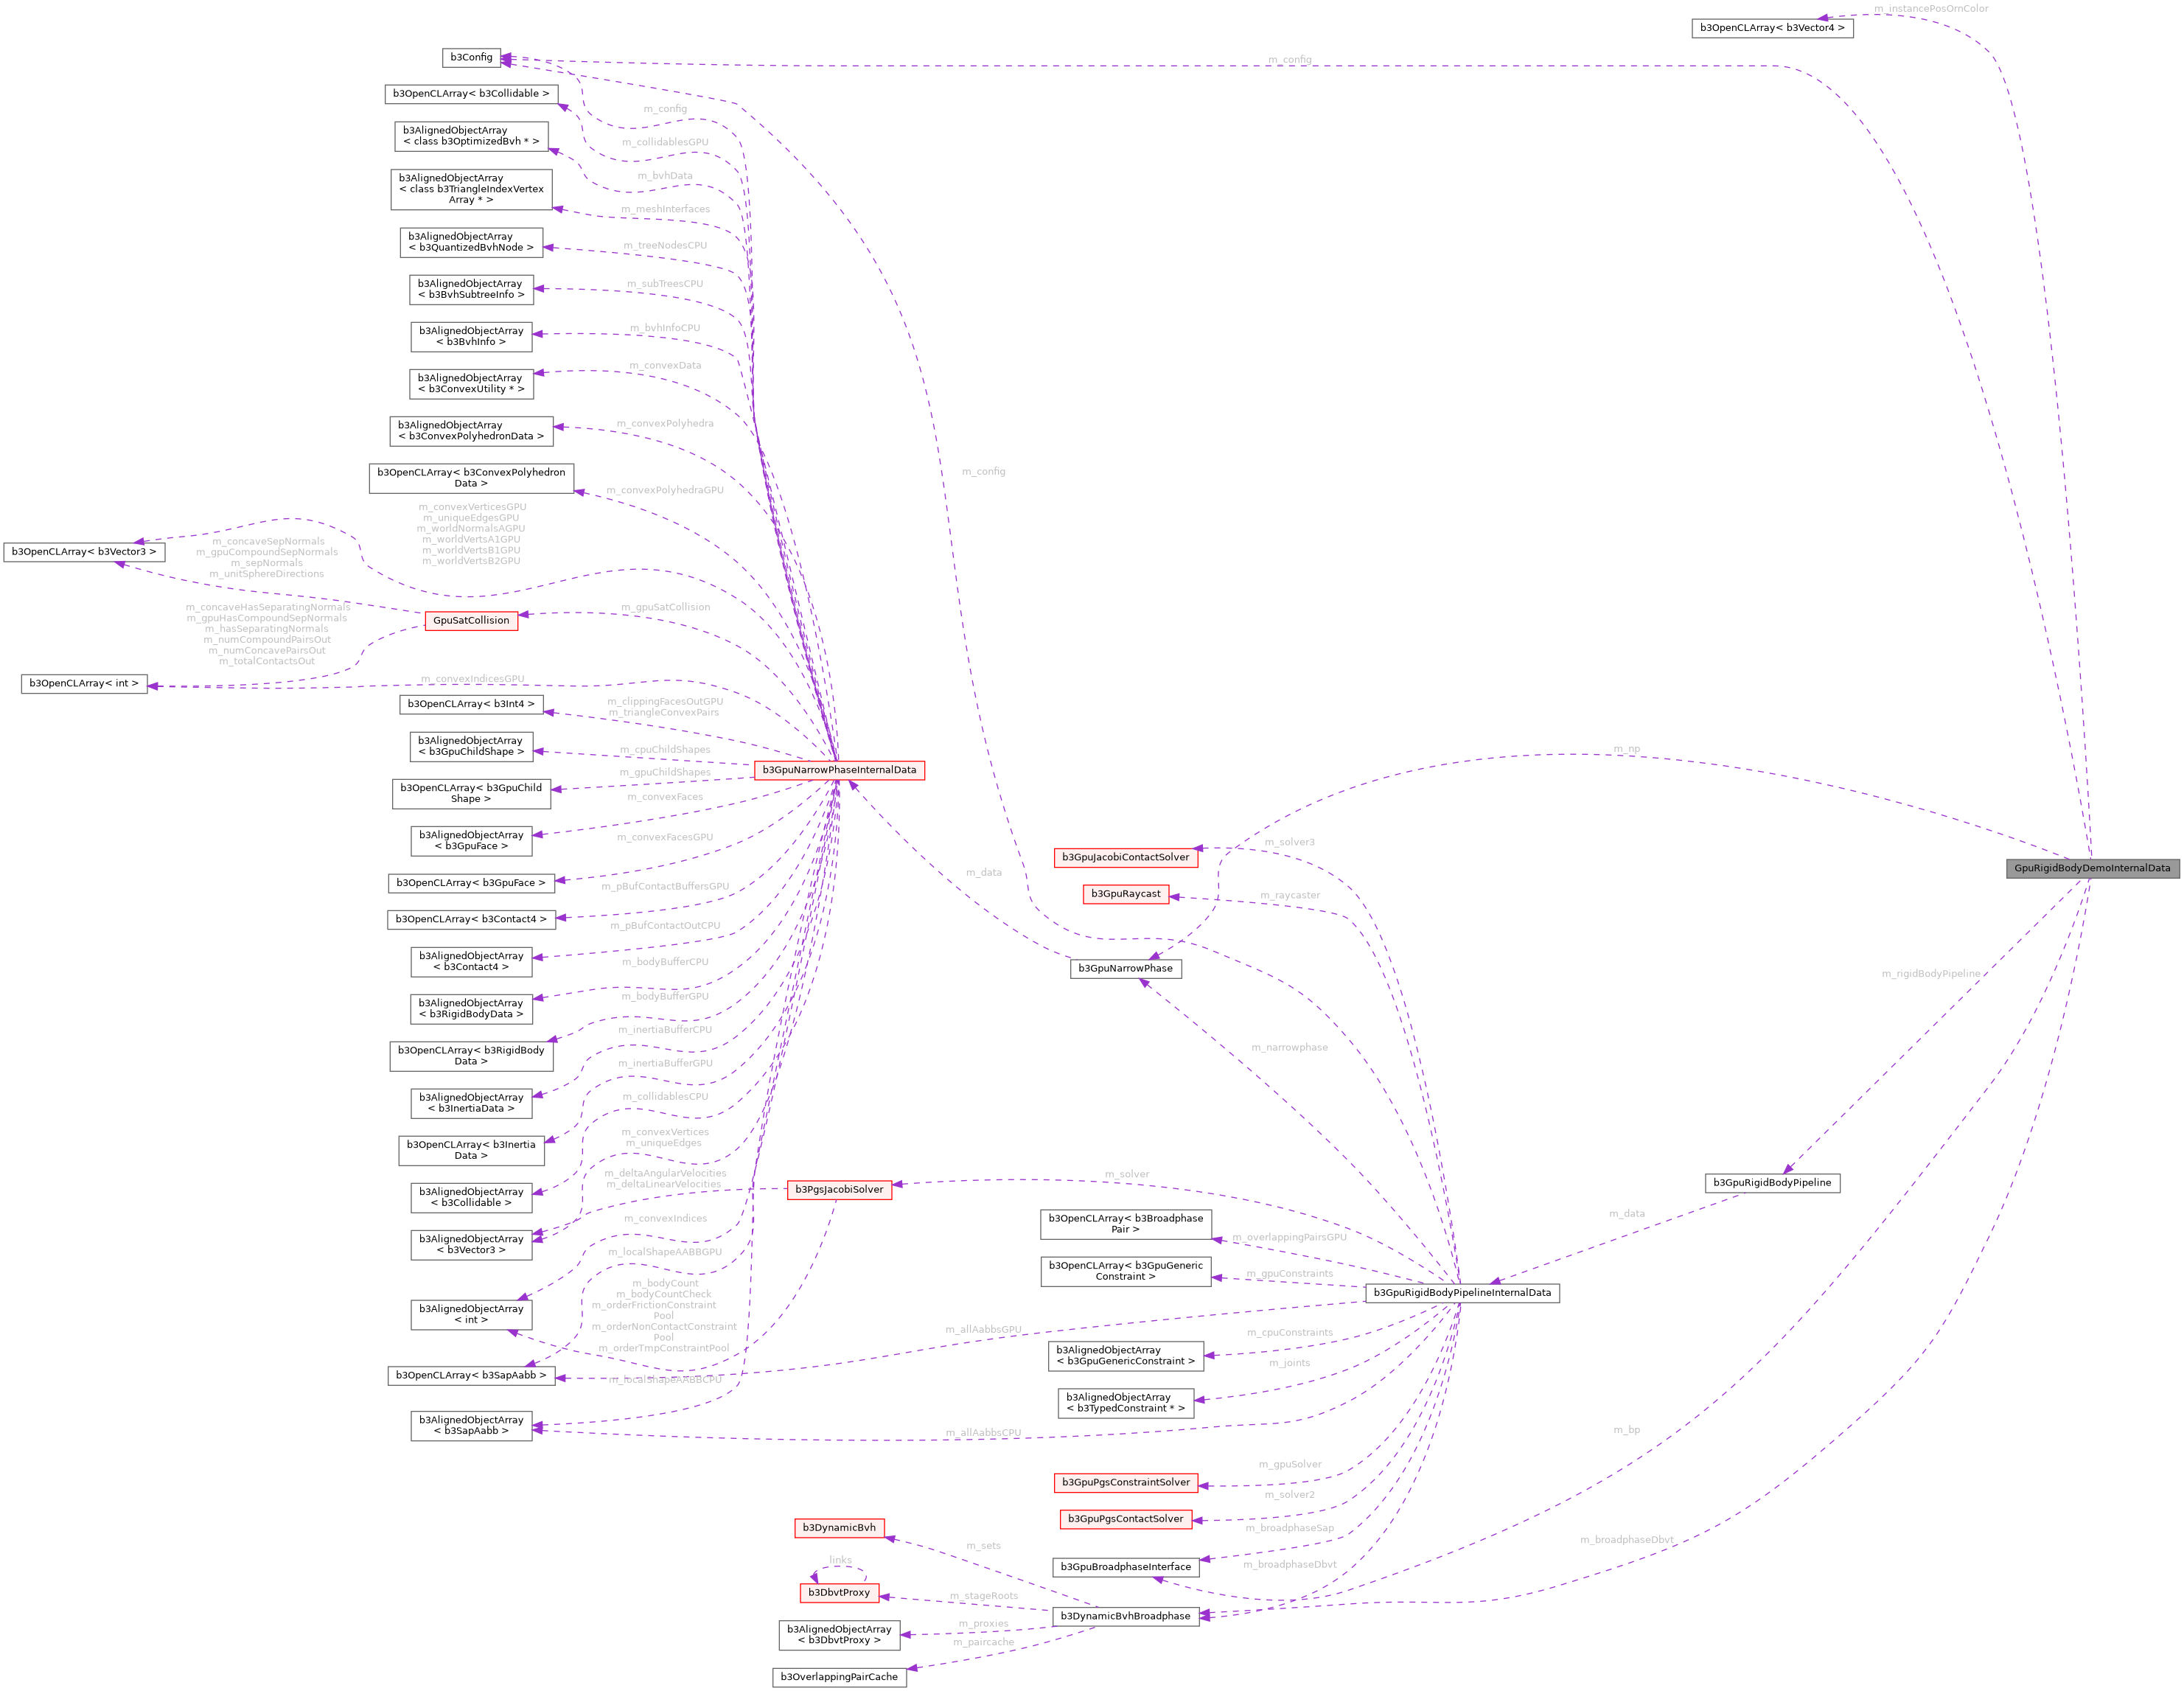 m_instancePosOrnColor
b3OpenCLArray< b3Vector4 >
b3Config
m_config
b3OpenCLArray< b3Collidable >
m_config
b3AlignedObjectArray
< class b3OptimizedBvh * >
m_collidablesGPU
b3AlignedObjectArray
< class b3TriangleIndexVertex
Array * >
m_bvhData
m_meshInterfaces
b3AlignedObjectArray
< b3QuantizedBvhNode >
m_treeNodesCPU
b3AlignedObjectArray
< b3BvhSubtreeInfo >
m_subTreesCPU
b3AlignedObjectArray
< b3BvhInfo >
m_bvhInfoCPU
b3AlignedObjectArray
< b3ConvexUtility * >
m_convexData
b3AlignedObjectArray
< b3ConvexPolyhedronData >
m_convexPolyhedra
b3OpenCLArray< b3ConvexPolyhedron
Data >
m_convexPolyhedraGPU
m_config
m_convexVerticesGPU
m_uniqueEdgesGPU
m_worldNormalsAGPU
m_worldVertsA1GPU
m_worldVertsB1GPU
m_worldVertsB2GPU
b3OpenCLArray< b3Vector3 >
m_concaveSepNormals
m_gpuCompoundSepNormals
m_sepNormals
m_unitSphereDirections
m_concaveHasSeparatingNormals
m_gpuHasCompoundSepNormals
m_hasSeparatingNormals
m_numCompoundPairsOut
m_numConcavePairsOut
m_totalContactsOut
GpuSatCollision
m_gpuSatCollision
b3OpenCLArray< int >
m_convexIndicesGPU
b3OpenCLArray< b3Int4 >
m_clippingFacesOutGPU
m_triangleConvexPairs
b3AlignedObjectArray
< b3GpuChildShape >
m_cpuChildShapes
b3GpuNarrowPhaseInternalData
m_np
b3OpenCLArray< b3GpuChild
Shape >
m_gpuChildShapes
b3AlignedObjectArray
< b3GpuFace >
m_convexFaces
m_convexFacesGPU
m_solver3
b3GpuJacobiContactSolver
GpuRigidBodyDemoInternalData
b3OpenCLArray< b3GpuFace >
m_pBufContactBuffersGPU
m_data
b3GpuRaycast
m_raycaster
b3OpenCLArray< b3Contact4 >
m_pBufContactOutCPU
b3AlignedObjectArray
< b3Contact4 >
m_bodyBufferCPU
b3GpuNarrowPhase
m_rigidBodyPipeline
b3AlignedObjectArray
< b3RigidBodyData >
m_bodyBufferGPU
b3OpenCLArray< b3RigidBody
Data >
m_inertiaBufferCPU
m_narrowphase
m_inertiaBufferGPU
b3AlignedObjectArray
< b3InertiaData >
m_collidablesCPU
b3OpenCLArray< b3Inertia
Data >
m_convexVertices
m_uniqueEdges
b3AlignedObjectArray
< b3Collidable >
m_deltaAngularVelocities
m_deltaLinearVelocities
b3PgsJacobiSolver
m_solver
b3GpuRigidBodyPipeline
b3AlignedObjectArray
< b3Vector3 >
m_convexIndices
b3OpenCLArray< b3Broadphase
Pair >
m_overlappingPairsGPU
m_data
m_localShapeAABBGPU
b3OpenCLArray< b3GpuGeneric
Constraint >
m_gpuConstraints
b3GpuRigidBodyPipelineInternalData
b3AlignedObjectArray
< int >
m_bodyCount
m_bodyCountCheck
m_orderFrictionConstraint
Pool
m_orderNonContactConstraint
Pool
m_orderTmpConstraintPool
m_allAabbsGPU
b3AlignedObjectArray
< b3GpuGenericConstraint >
m_cpuConstraints
b3OpenCLArray< b3SapAabb >
m_localShapeAABBCPU
b3AlignedObjectArray
< b3TypedConstraint * >
m_joints
b3AlignedObjectArray
< b3SapAabb >
m_allAabbsCPU
m_bp
b3GpuPgsConstraintSolver
m_gpuSolver
b3GpuPgsContactSolver
m_solver2
b3DynamicBvh
m_sets
m_broadphaseSap
m_broadphaseDbvt
b3GpuBroadphaseInterface
m_broadphaseDbvt
links
b3DbvtProxy
m_stageRoots
b3DynamicBvhBroadphase
b3AlignedObjectArray
< b3DbvtProxy >
m_proxies
m_paircache
b3OverlappingPairCache